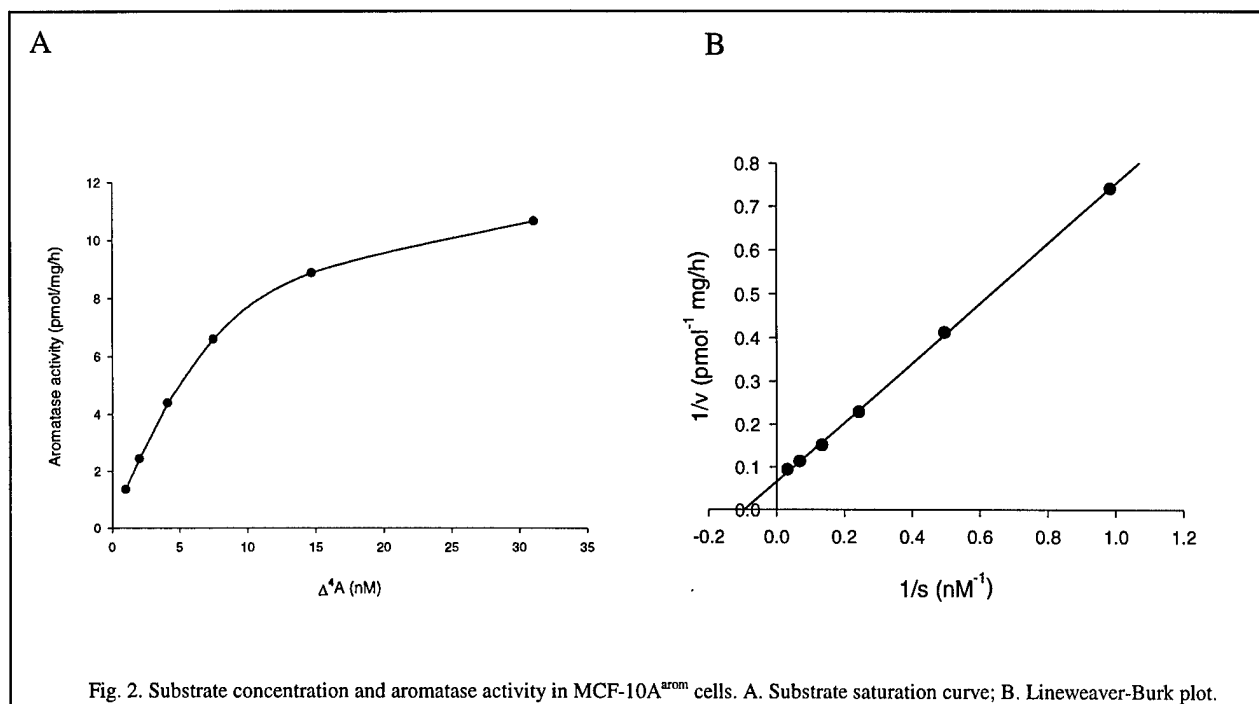 A
B
12
10
8
6
4
2
0
0 5 10 15 20 25 30 35
Aromatase activity (pmol/mg/h)
Δ⁴A (nM)
0.8
0.7
0.6
0.5
0.4
0.3
0.2
0.1
0.0
-0.2 0.0 0.2 0.4 0.6 0.8 1.0 1.2
1/v (pmol⁻¹ mg/h)
1/s (nM⁻¹)
Fig. 2. Substrate concentration and aromatase activity in MCF-10Aᵃʳᵒᵐ cells. A. Substrate saturation curve; B. Lineweaver-Burk plot.